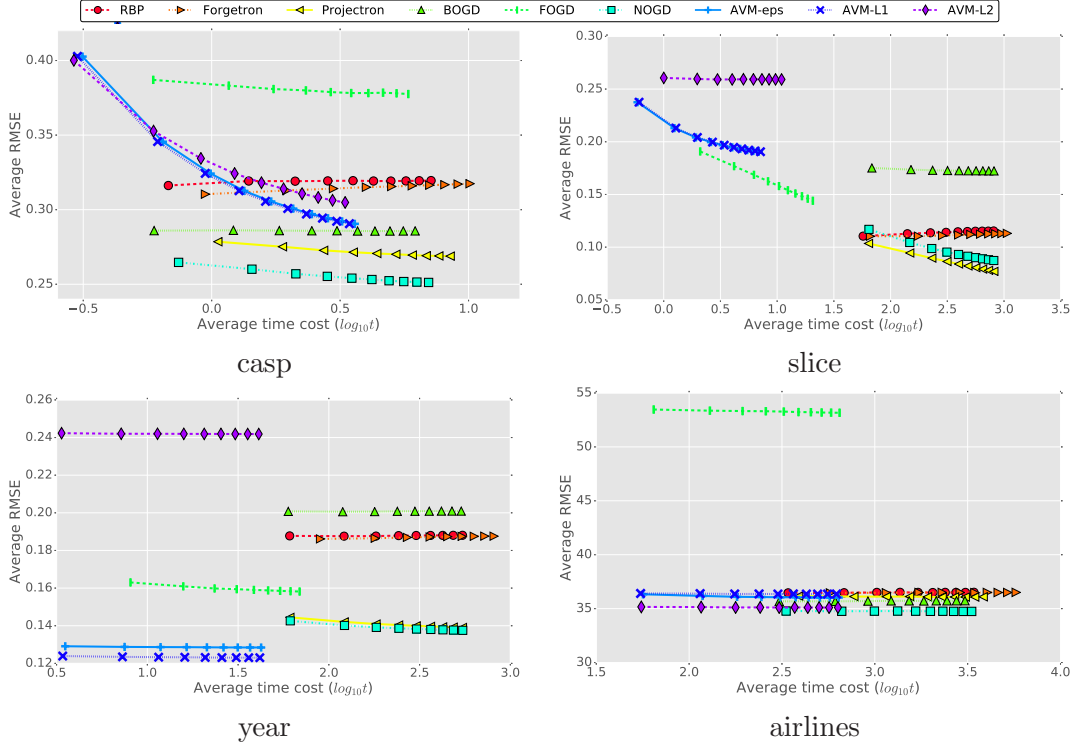 RBP Forgetron Projectron BOGD FOGD NOGD AVM-eps AVM-L1 AVM-L2
0.40
0.35
0.30
0.25
Average RMSE
−0.5 0.0 0.5 1.0
Average time cost (log10t)
casp
0.30
0.25
0.20
0.15
0.10
0.05
Average RMSE
−0.5 0.0 0.5 1.0 1.5 2.0 2.5 3.0 3.5
Average time cost (log10t)
slice
0.26
0.24
0.22
0.20
0.18
0.16
0.14
0.12
Average RMSE
0.5 1.0 1.5 2.0 2.5 3.0
Average time cost (log10t)
year
55
50
45
40
35
30
Average RMSE
1.5 2.0 2.5 3.0 3.5 4.0
Average time cost (log10t)
airlines